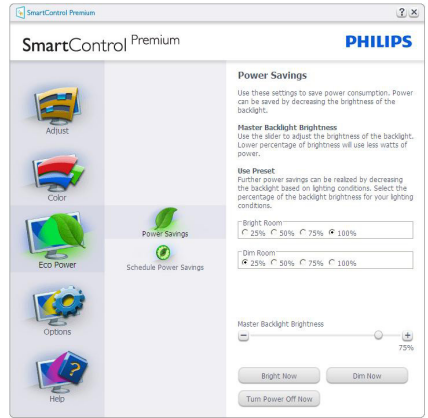 SmartControl Premium
SmartControl Premium
PHILIPS
Adjust
Color
Eco Power
Options
Help
Power Savings
Schedule Power Savings
Power Savings
Use these settings to save power consumption. Power
can be saved by decreasing the brightness of the
backlight.
Master Backlight Brightness
Use the slider to adjust the brightness of the backlight.
Lower percentage of brightness will use less watts of
power.
Use Preset
Further power savings can be realized by decreasing
the backlight based on lighting conditions. Select the
percentage of the backlight brightness for your lighting
conditions.
Bright Room
25% 50% 75% 100%
Dim Room
25% 50% 75% 100%
Master Backlight Brightness
75%
Bright Now Dim Now
Turn Power Off Now